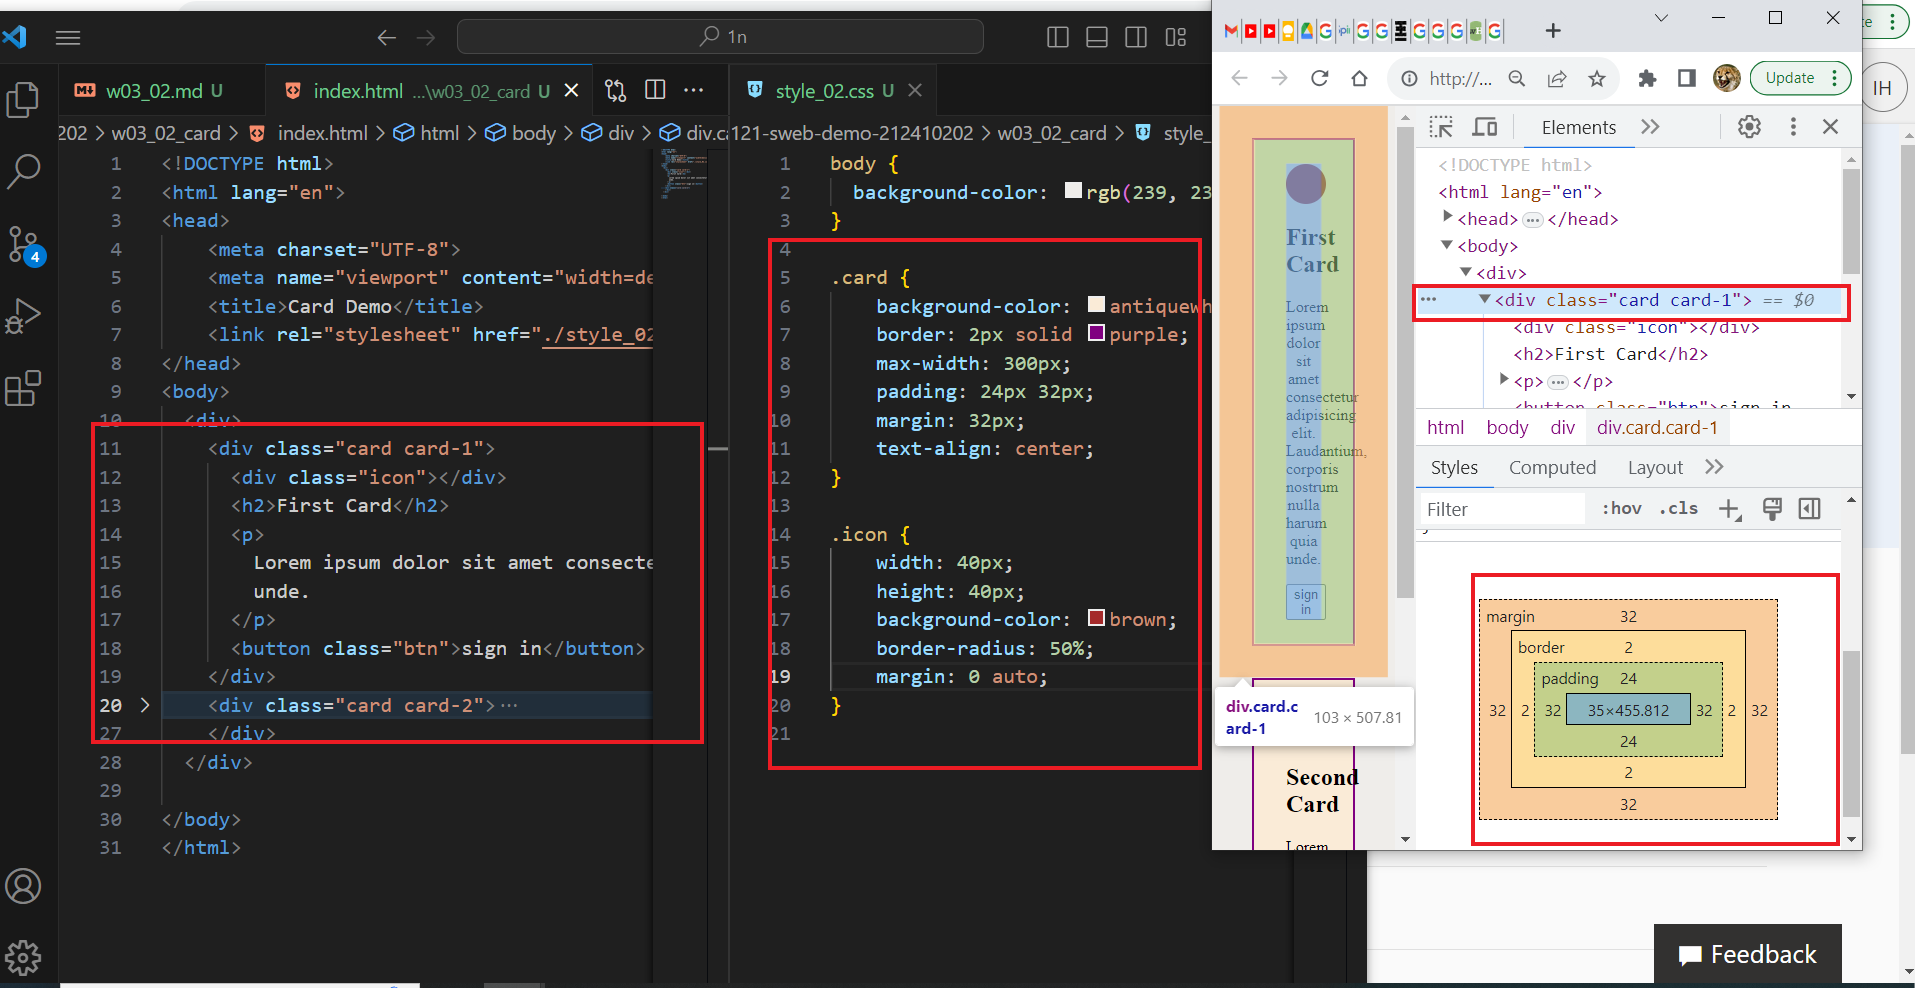 1n
w03_02.md U
index.html ...\w03_02_card U
style_02.css U
202 > w03_02_card > index.html > html > body > div > div.ca
121-sweb-demo-212410202 > w03_02_card > style_
1 <!DOCTYPE html>
2 <html lang="en">
3 <head>
4 <meta charset="UTF-8">
5 <meta name="viewport" content="width=de
6 <title>Card Demo</title>
7 <link rel="stylesheet" href="./style_02
8 </head>
9 <body>
10 <div>
11 <div class="card card-1">
12 <div class="icon"></div>
13 <h2>First Card</h2>
14 <p>
15 Lorem ipsum dolor sit amet consecte
16 unde.
17 </p>
18 <button class="btn">sign in</button>
19 </div>
20 <div class="card card-2">…
27 </div>
28 </div>
29
30 </body>
31 </html>
4
1 body {
2 background-color: rgb(239, 23
3 }
4
5 .card {
6 background-color: antiquewh
7 border: 2px solid purple;
8 max-width: 300px;
9 padding: 24px 32px;
10 margin: 32px;
11 text-align: center;
12 }
13
14 .icon {
15 width: 40px;
16 height: 40px;
17 background-color: brown;
18 border-radius: 50%;
19 margin: 0 auto;
20 }
21
http://...
Update
IH
First
Card
Lorem
ipsum
dolor
sit
amet
consectetur
adipisicing
elit.
Laudantium,
corporis
nostrum
nulla
harum
quia
unde.
sign
in
div.card.c
ard-1
103 × 507.81
Second
Card
Lorem
Elements
<!DOCTYPE html>
<html lang="en">
<head> … </head>
<body>
<div>
… <div class="card card-1"> == $0
<div class="icon"></div>
<h2>First Card</h2>
<p> … </p>
<button class="btn">sign in
html body div div.card.card-1
Styles Computed Layout
Filter :hov .cls
margin 32
border 2
padding 24
32 2 32 35×455.812 32 2 32
24
2
32
Feedback